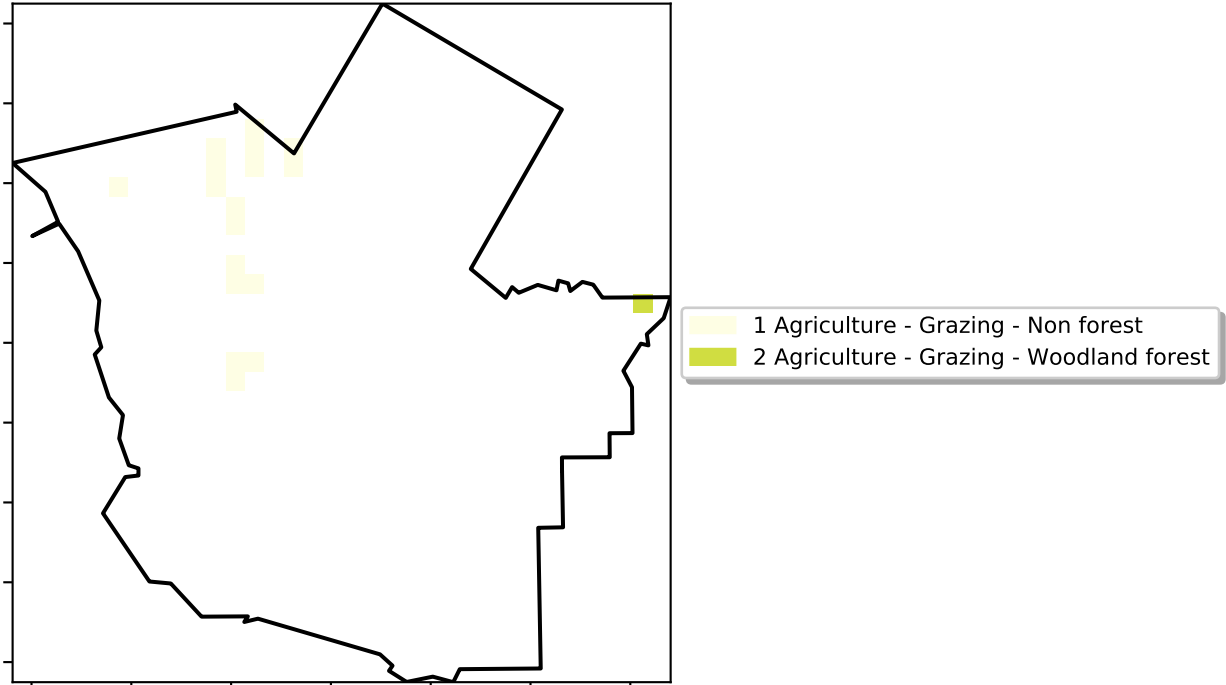 1 Agriculture - Grazing - Non forest
2 Agriculture - Grazing - Woodland forest